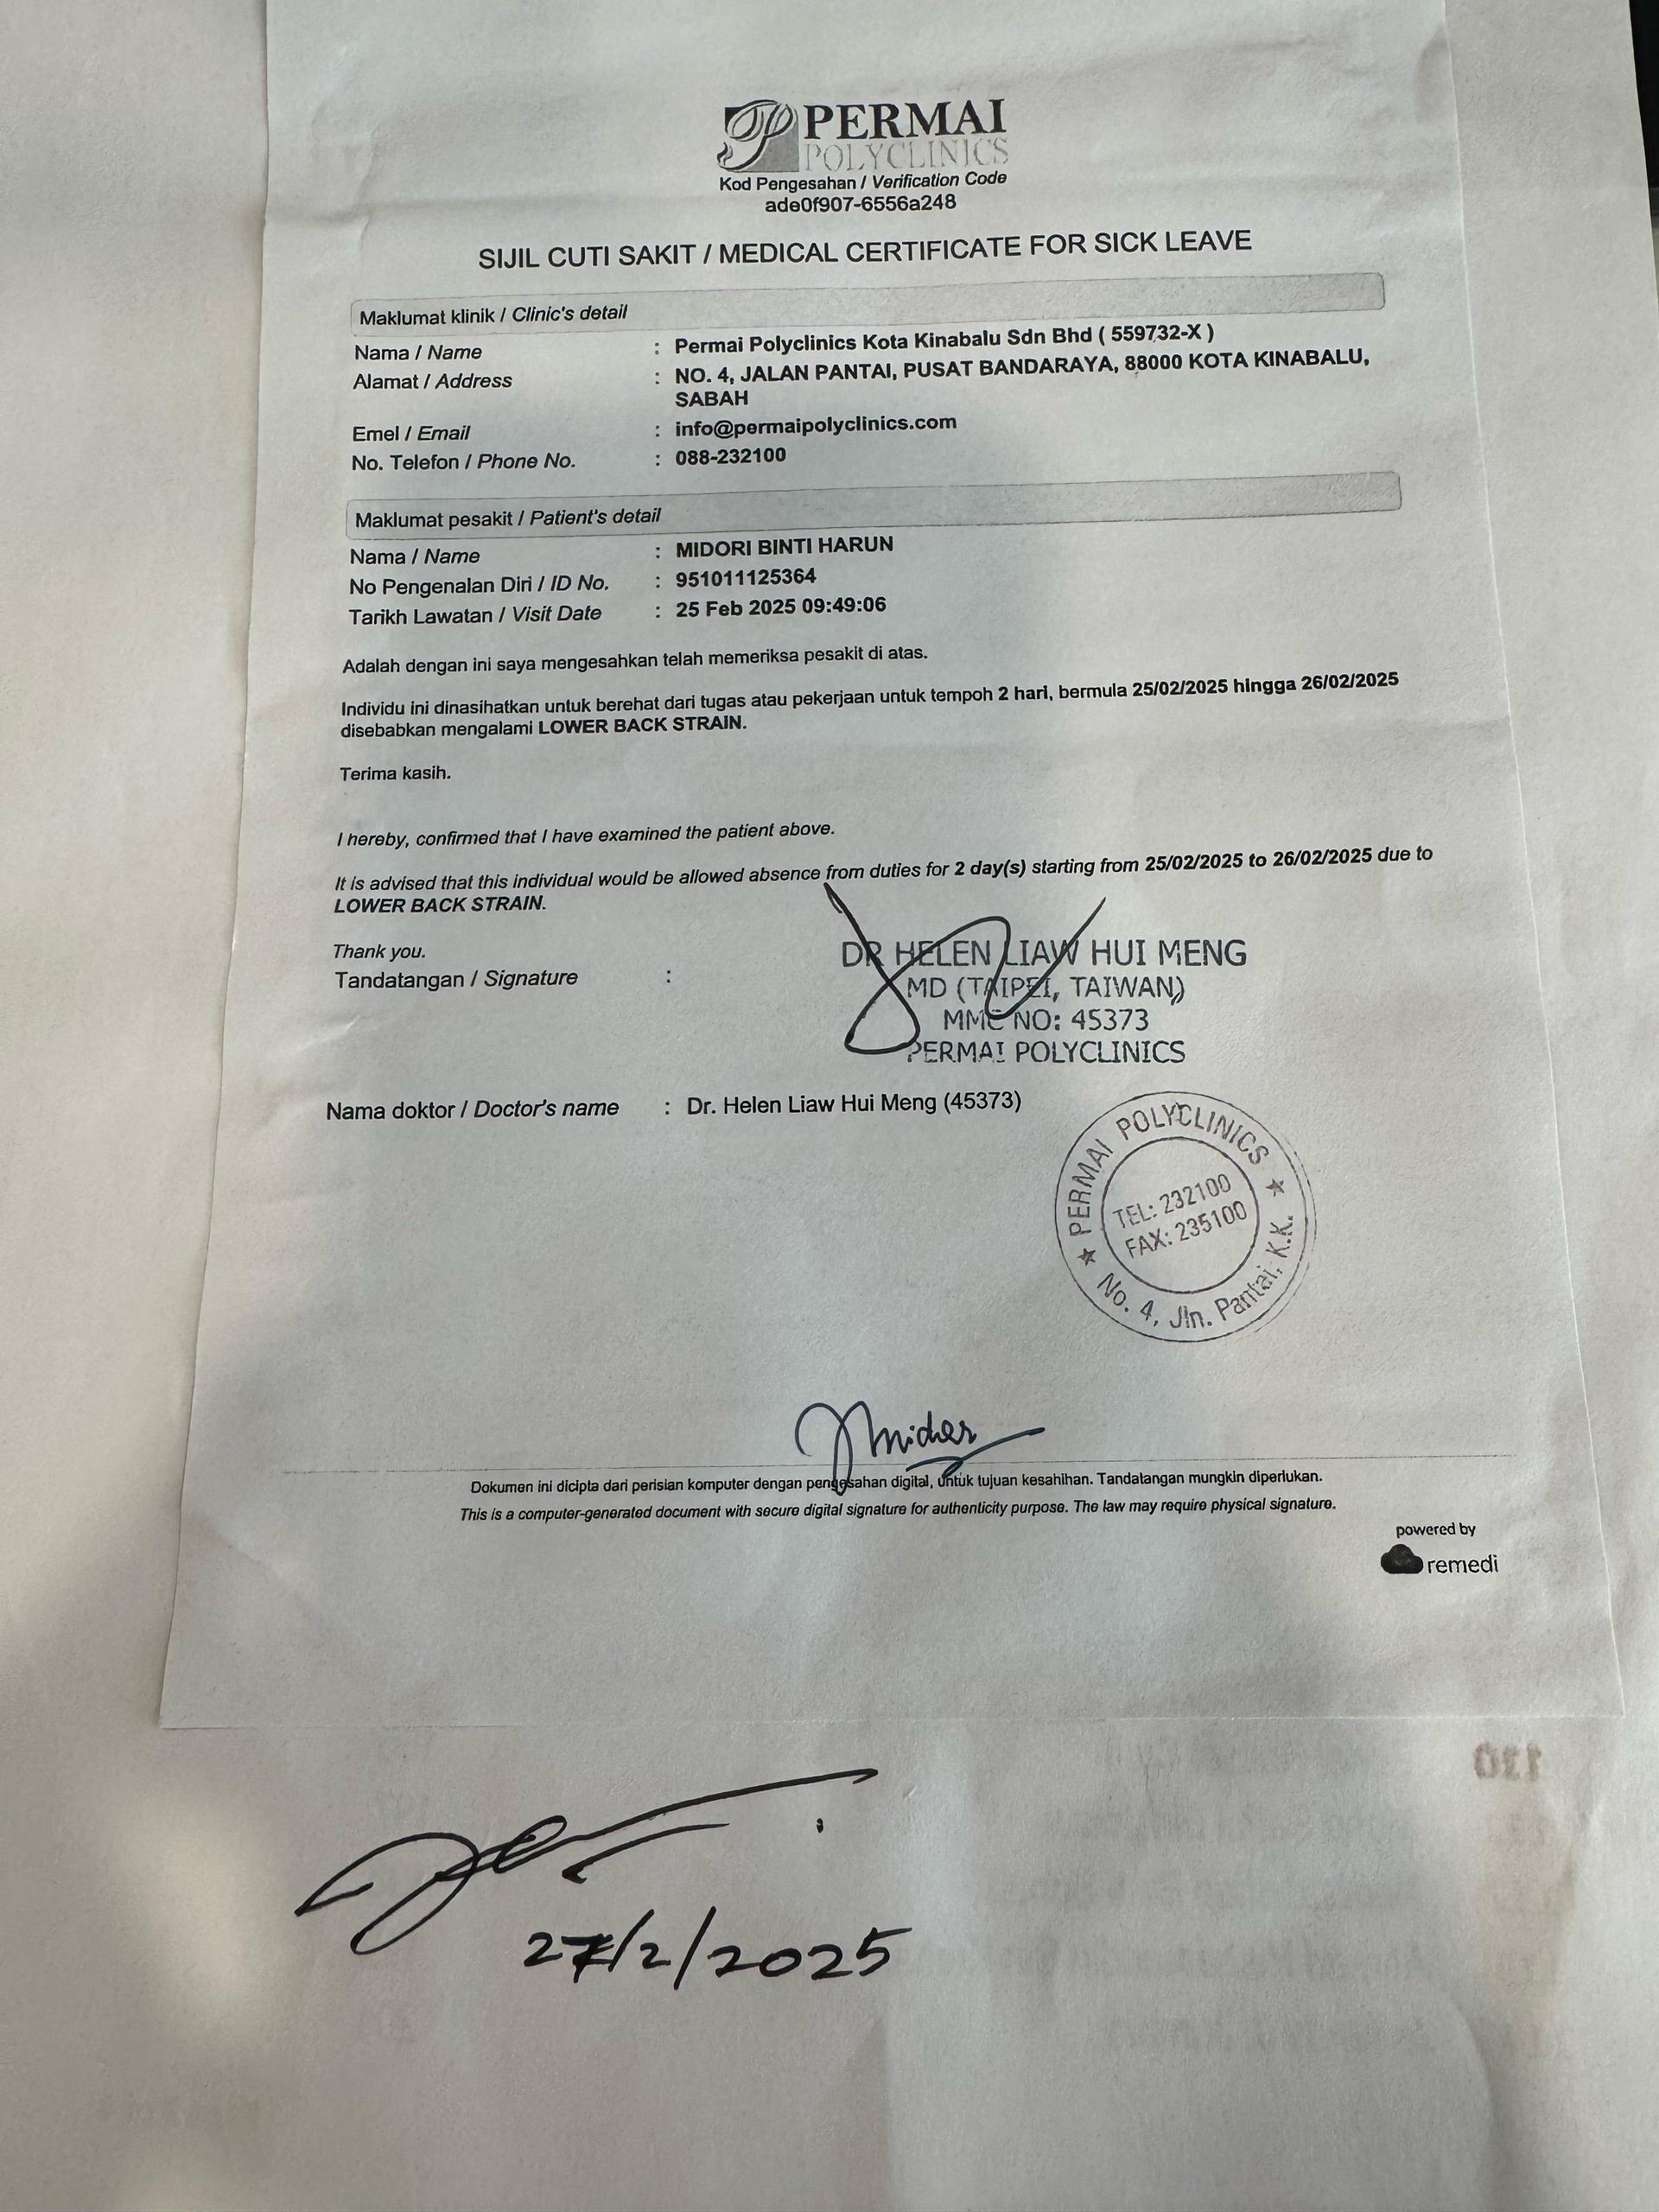 PERMAI
POLYCLINICS
Kod Pengesahan / Verification Code
ade0f907-6556a248
SIJIL CUTI SAKIT / MEDICAL CERTIFICATE FOR SICK LEAVE
Maklumat klinik / Clinic's detail
Nama / Name : Permai Polyclinics Kota Kinabalu Sdn Bhd ( 559732-X )
Alamat / Address : NO. 4, JALAN PANTAI, PUSAT BANDARAYA, 88000 KOTA KINABALU,
SABAH
Emel / Email : info@permaipolyclinics.com
No. Telefon / Phone No. : 088-232100
Maklumat pesakit / Patient's detail
Nama / Name : MIDORI BINTI HARUN
No Pengenalan Diri / ID No. : 951011125364
Tarikh Lawatan / Visit Date : 25 Feb 2025 09:49:06
Adalah dengan ini saya mengesahkan telah memeriksa pesakit di atas.
Individu ini dinasihatkan untuk berehat dari tugas atau pekerjaan untuk tempoh 2 hari, bermula 25/02/2025 hingga 26/02/2025
disebabkan mengalami LOWER BACK STRAIN.
Terima kasih.
I hereby, confirmed that I have examined the patient above.
It is advised that this individual would be allowed absence from duties for 2 day(s) starting from 25/02/2025 to 26/02/2025 due to
LOWER BACK STRAIN.
Thank you.
Tandatangan / Signature :
DR HELEN LIAW HUI MENG
MD (TAIPEI, TAIWAN)
MMC NO: 45373
PERMAI POLYCLINICS
Nama doktor / Doctor's name : Dr. Helen Liaw Hui Meng (45373)
PERMAI POLYCLINICS
TEL: 232100
FAX: 235100
No. 4, Jln. Pantai, K.K.
Dokumen ini dicipta dari perisian komputer dengan pengesahan digital, untuk tujuan kesahihan. Tandatangan mungkin diperlukan.
This is a computer-generated document with secure digital signature for authenticity purpose. The law may require physical signature.
powered by
remedi
27/2/2025